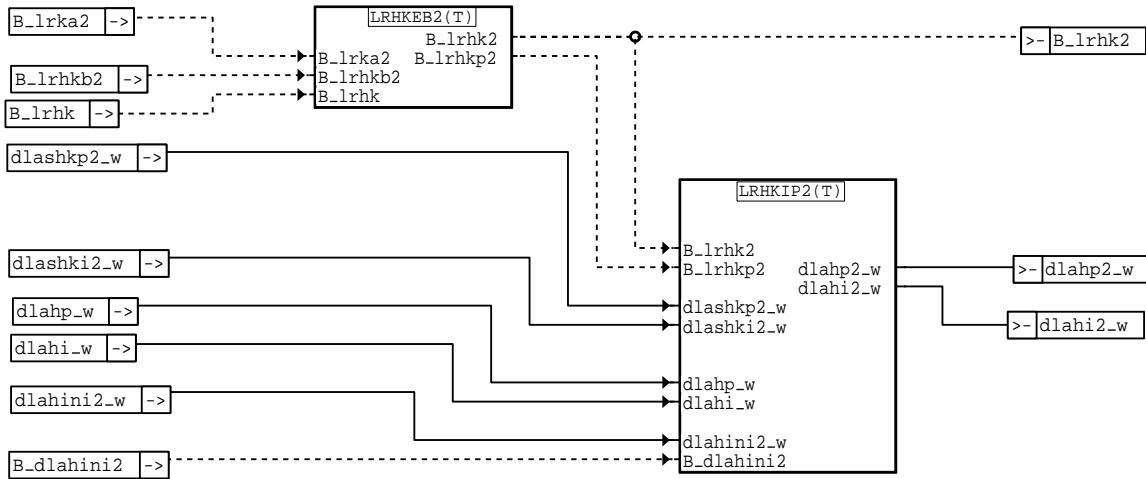 B_lrka2 ->
B_lrhkb2 ->
B_lrhk ->
dlashkp2_w ->
dlashki2_w ->
dlahp_w ->
dlahi_w ->
dlahini2_w ->
B_dlahini2 ->
LRHKEB2(T)
B_lrhk2
B_lrhkp2
B_lrka2
B_lrhkb2
B_lrhk
LRHKIP2(T)
B_lrhk2
B_lrhkp2
dlashkp2_w
dlashki2_w
dlahp_w
dlahi_w
dlahini2_w
B_dlahini2
dlahp2_w
dlahi2_w
>- B_lrhk2
>- dlahp2_w
>- dlahi2_w